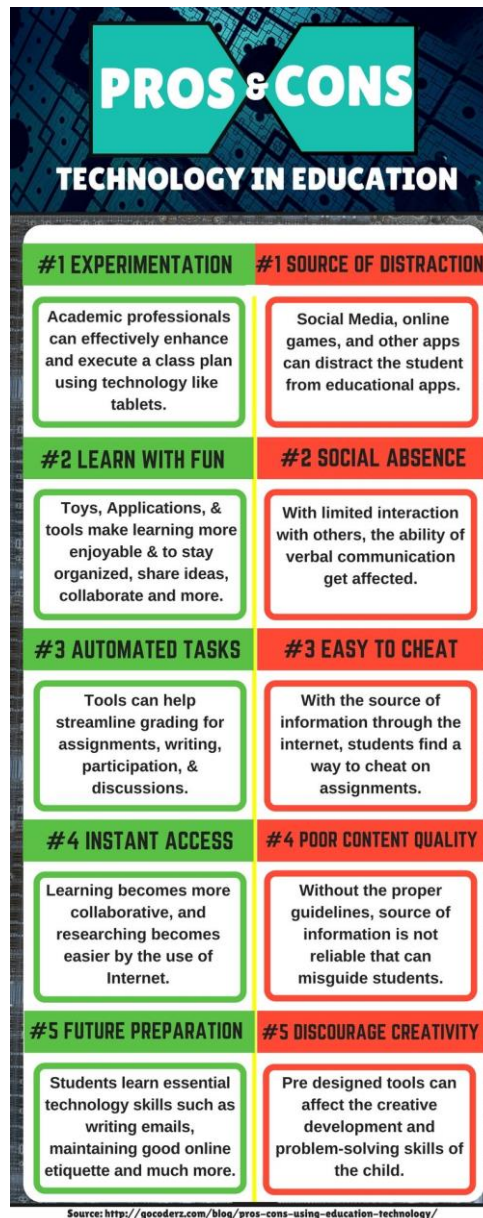 PROS & CONS
TECHNOLOGY IN EDUCATION
#1 EXPERIMENTATION
#1 SOURCE OF DISTRACTION
Academic professionals
can effectively enhance
and execute a class plan
using technology like
tablets.
Social Media, online
games, and other apps
can distract the student
from educational apps.
#2 LEARN WITH FUN
#2 SOCIAL ABSENCE
Toys, Applications, &
tools make learning more
enjoyable & to stay
organized, share ideas,
collaborate and more.
With limited interaction
with others, the ability of
verbal communication
get affected.
#3 AUTOMATED TASKS
#3 EASY TO CHEAT
Tools can help
streamline grading for
assignments, writing,
participation, &
discussions.
With the source of
information through the
internet, students find a
way to cheat on
assignments.
#4 INSTANT ACCESS
#4 POOR CONTENT QUALITY
Learning becomes more
collaborative, and
researching becomes
easier by the use of
Internet.
Without the proper
guidelines, source of
information is not
reliable that can
misguide students.
#5 FUTURE PREPARATION
#5 DISCOURAGE CREATIVITY
Students learn essential
technology skills such as
writing emails,
maintaining good online
etiquette and much more.
Pre designed tools can
affect the creative
development and
problem-solving skills of
the child.
Source: http://gocoderz.com/blog/pros-cons-using-education-technology/